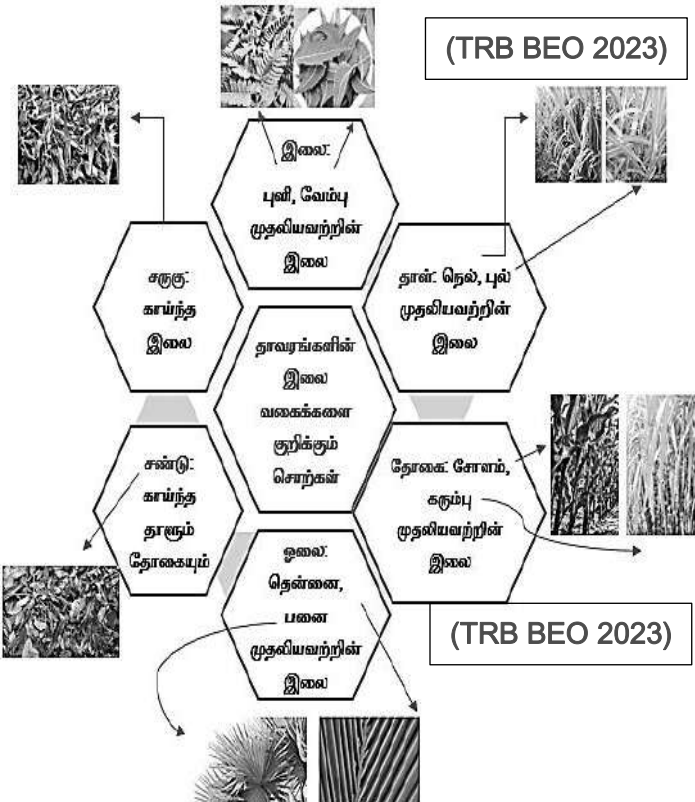 (TRB BEO 2023)
இலை:
புளி, வேம்பு
முதலியவற்றின்
இலை
சருகு:
காய்ந்த
இலை
தாள்: நெல், புல்
முதலியவற்றின்
இலை
தாவரங்களின்
இலை
வகைக்களை
குறிக்கும்
சொற்கள்
சண்டு:
காய்ந்த
தாளும்
தோகையும்
தோகை: சோளம்,
கரும்பு
முதலியவற்றின்
இலை
ஓலை:
தென்னை,
பனை
முதலியவற்றின்
இலை
(TRB BEO 2023)